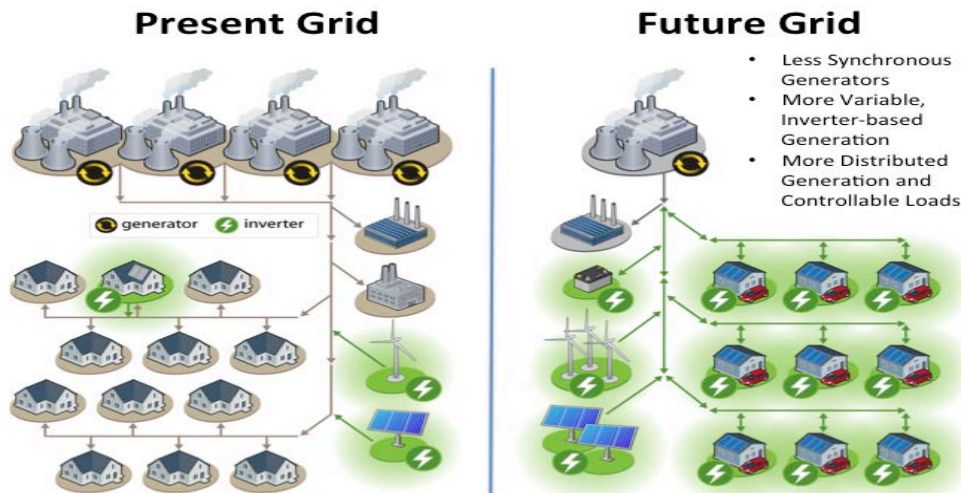 Present Grid
generator
inverter
Future Grid
• Less Synchronous
Generators
• More Variable,
Inverter-based
Generation
• More Distributed
Generation and
Controllable Loads